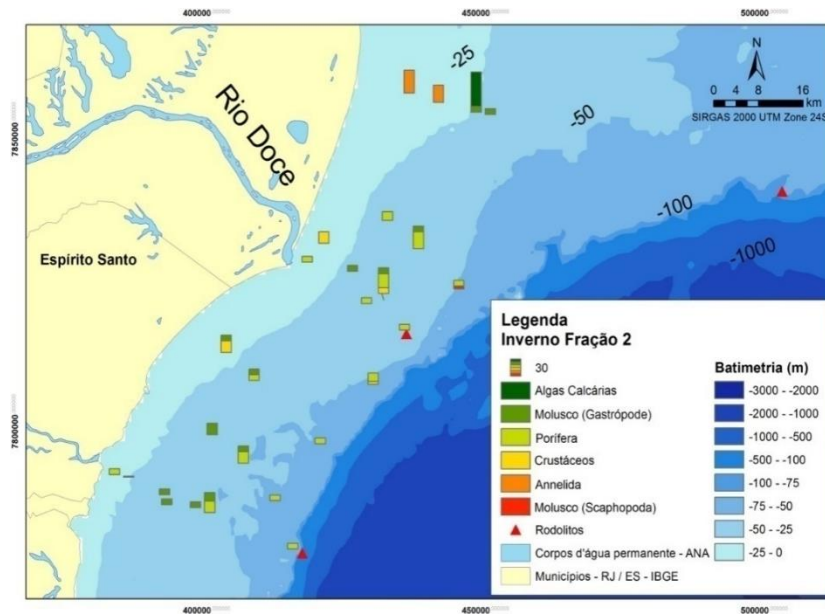 400000
450000
500000
-25
N
0 4 8 16
km
SIRGAS 2000 UTM Zone 24S
Rio Doce
-50
7850000
-100
-1000
Espírito Santo
Legenda
Inverno Fração 2
30
Algas Calcárias
Molusco (Gastrópode)
Porífera
Crustáceos
Annelida
Molusco (Scaphopoda)
Rodolitos
Corpos d'água permanente - ANA
Municípios - RJ / ES - IBGE
Batimetria (m)
-3000 - -2000
-2000 - -1000
-1000 - -500
-500 - -100
-100 - -75
-75 - -50
-50 - -25
-25 - 0
7850000
7800000
7800000
400000
450000
500000